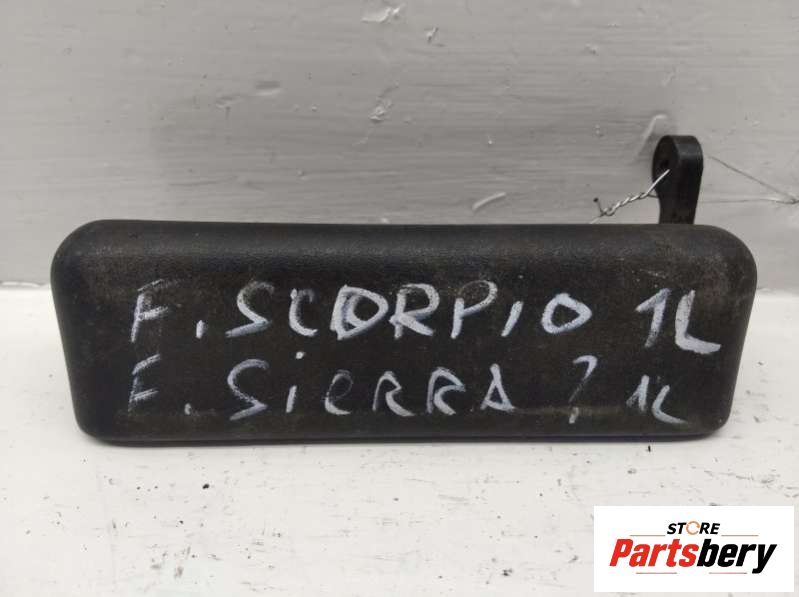 F. SCORPIO 1L
F. SiERRA ? 1L
STORE
Partsbery